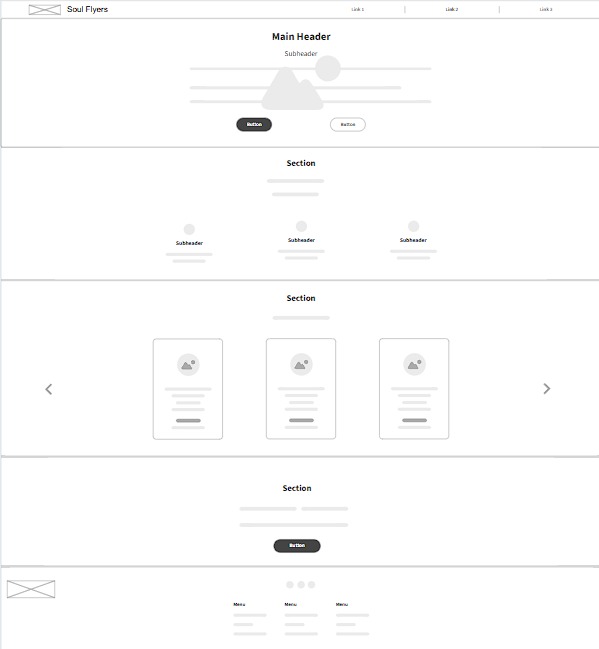 Soul Flyers
Link 1 Link 2 Link 3
Main Header
Subheader
Button Button
Section
Subheader Subheader Subheader
Section
Section
Button
Menu Menu Menu